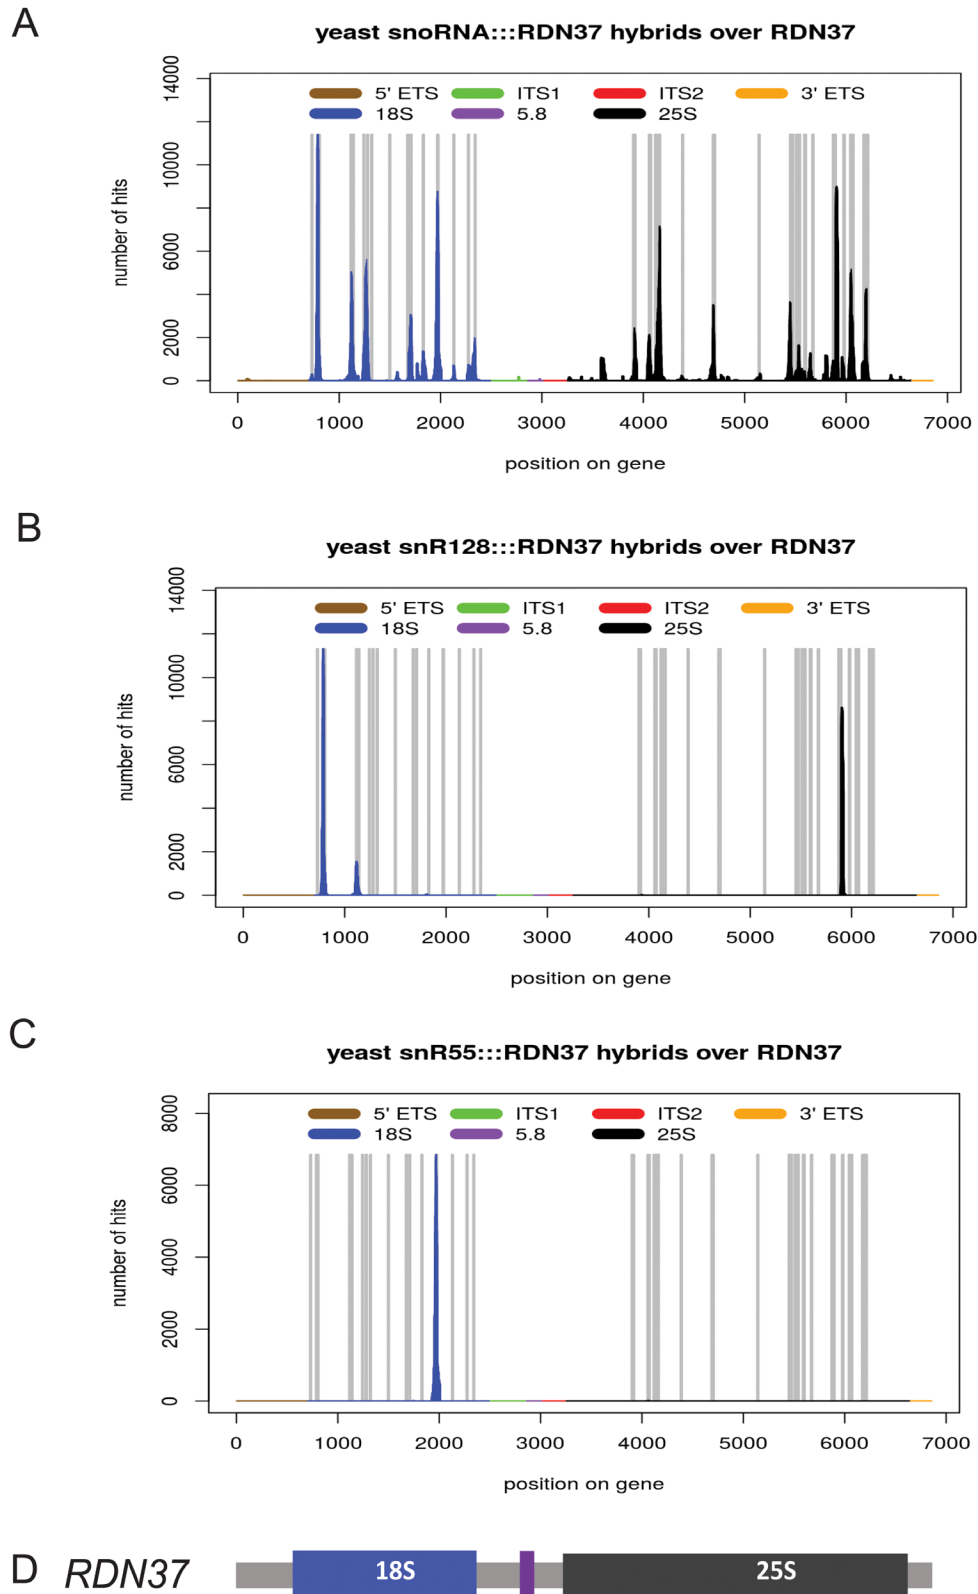 A
yeast snoRNA:::RDN37 hybrids over RDN37
5' ETS ITS1 ITS2 3' ETS
18S 5.8 25S
number of hits
0 2000 6000 10000 14000
0 1000 2000 3000 4000 5000 6000 7000
position on gene
B
yeast snR128:::RDN37 hybrids over RDN37
5' ETS ITS1 ITS2 3' ETS
18S 5.8 25S
number of hits
0 2000 6000 10000 14000
0 1000 2000 3000 4000 5000 6000 7000
position on gene
C
yeast snR55:::RDN37 hybrids over RDN37
5' ETS ITS1 ITS2 3' ETS
18S 5.8 25S
number of hits
0 2000 4000 6000 8000
0 1000 2000 3000 4000 5000 6000 7000
position on gene
D RDN37 18S 25S